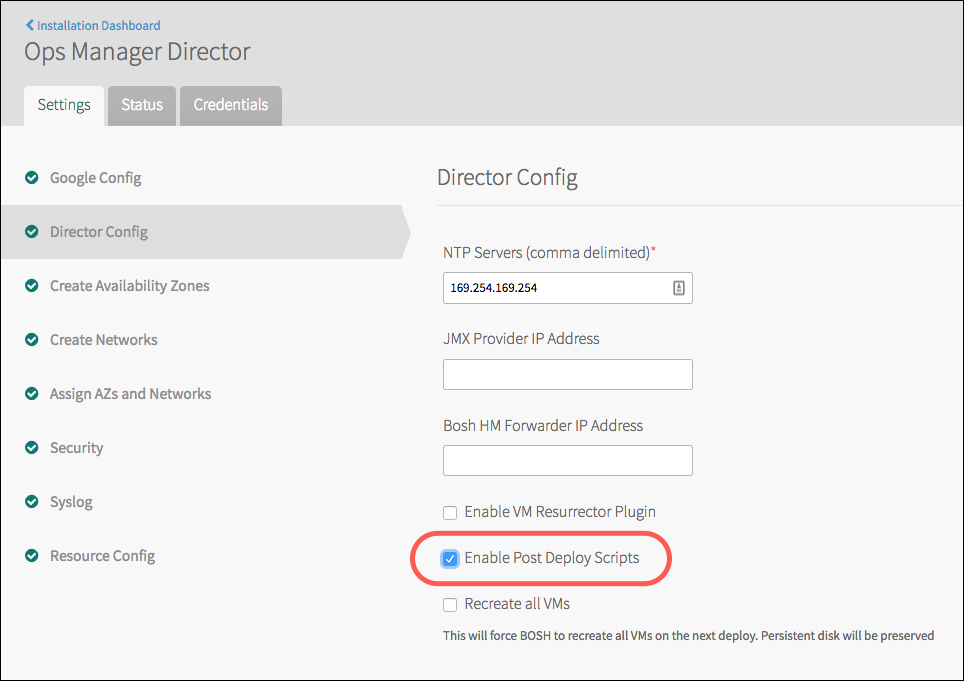 Installation Dashboard
Ops Manager Director
Settings
Status
Credentials
Google Config
Director Config
Create Availability Zones
Create Networks
Assign AZs and Networks
Security
Syslog
Resource Config
Director Config
NTP Servers (comma delimited)*
169.254.169.254
JMX Provider IP Address
Bosh HM Forwarder IP Address
Enable VM Resurrector Plugin
Enable Post Deploy Scripts
Recreate all VMs
This will force BOSH to recreate all VMs on the next deploy. Persistent disk will be preserved